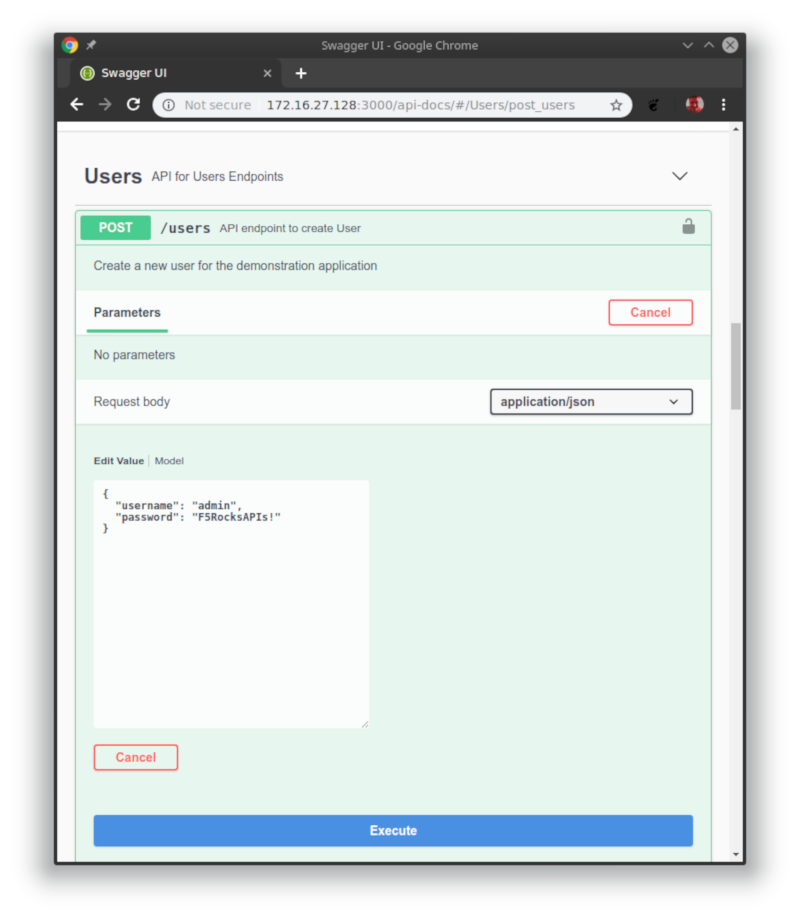 Swagger UI - Google Chrome
Swagger UI
Not secure 172.16.27.128:3000/api-docs/#/Users/post_users
Users API for Users Endpoints
POST /users API endpoint to create User
Create a new user for the demonstration application
Parameters Cancel
No parameters
Request body application/json
Edit Value Model
{
"username": "admin",
"password": "F5RocksAPIs!"
}
Cancel
Execute